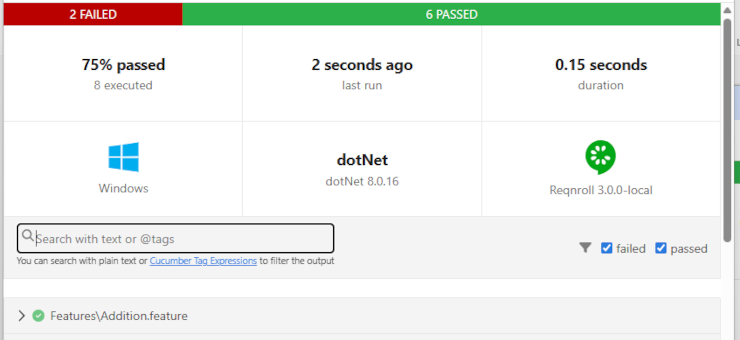 2 FAILED 6 PASSED
75% passed 2 seconds ago 0.15 seconds
8 executed last run duration
dotNet
Windows dotNet 8.0.16 Reqnroll 3.0.0-local
Search with text or @tags
failed passed
You can search with plain text or Cucumber Tag Expressions to filter the output
Features\Addition.feature